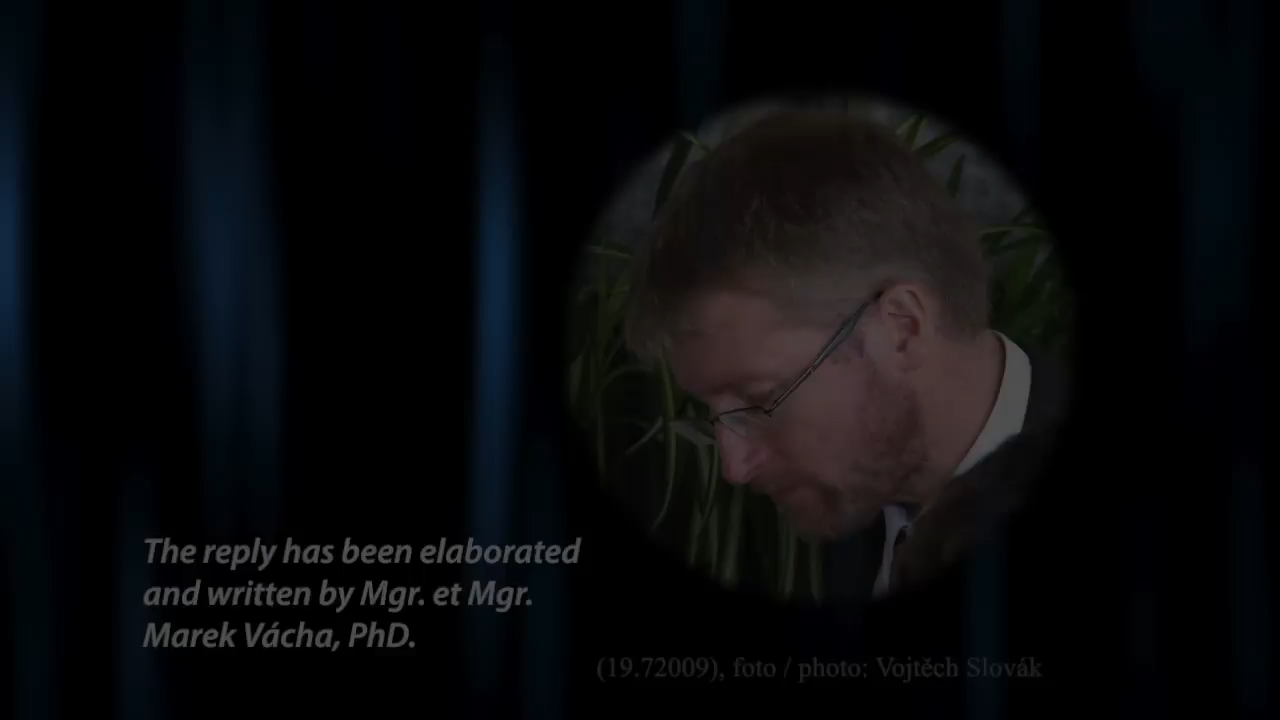 The reply has been elaborated
and written by Mgr. et Mgr.
Marek Vácha, PhD.
(19.72009), foto / photo: Vojtěch Slovák